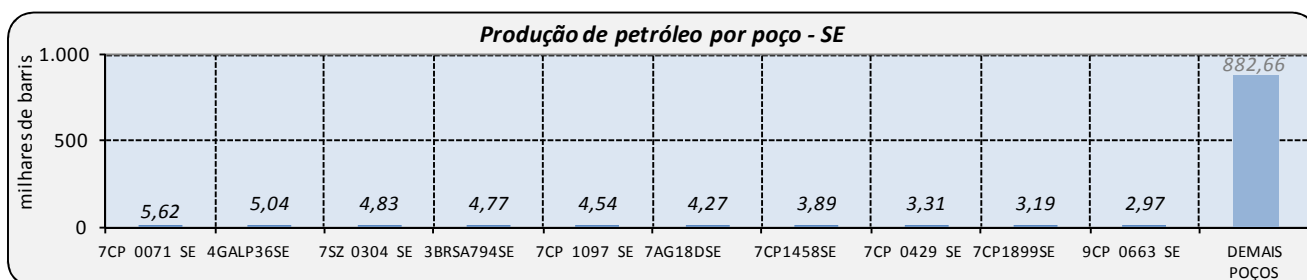 Produção de petróleo por poço - SE
milhares de barris
1.000
500
0
5,62
5,04
4,83
4,77
4,54
4,27
3,89
3,31
3,19
2,97
882,66
7CP 0071 SE
4GALP36SE
7SZ 0304 SE
3BRSA794SE
7CP 1097 SE
7AG18DSE
7CP1458SE
7CP 0429 SE
7CP1899SE
9CP 0663 SE
DEMAIS
POÇOS